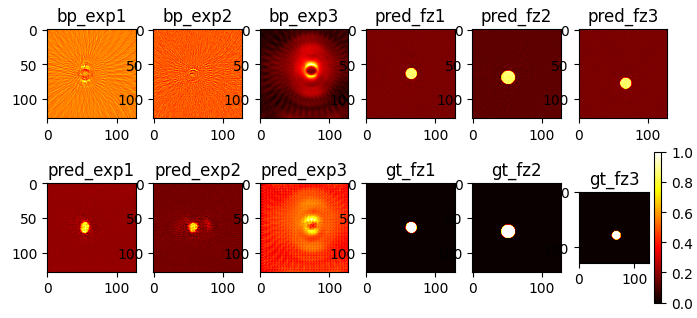 bp_exp1 bp_exp2 bp_exp3 pred_fz1 pred_fz2 pred_fz3
0 0 0 0 0 0
50 50 50 50 50 50
100 100 100 100 100 100
0 100 0 100 0 100 0 100 0 100 0 100
pred_exp1 pred_exp2 pred_exp3 gt_fz1 gt_fz2 gt_fz3
0 0 0 0 0 0
50 50 50 50 50
100 100 100 100 100
0 100 0 100 0 100 0 100 0 100 0 100
1.0
0.8
0.6
0.4
0.2
0.0